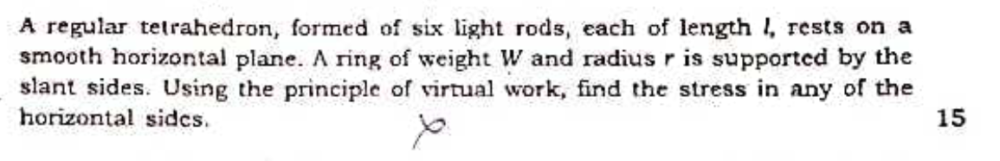 A regular tetrahedron, formed of six light rods, each of length l, rests on a
smooth horizontal plane. A ring of weight W and radius r is supported by the
slant sides. Using the principle of virtual work, find the stress in any of the
horizontal sides. 15